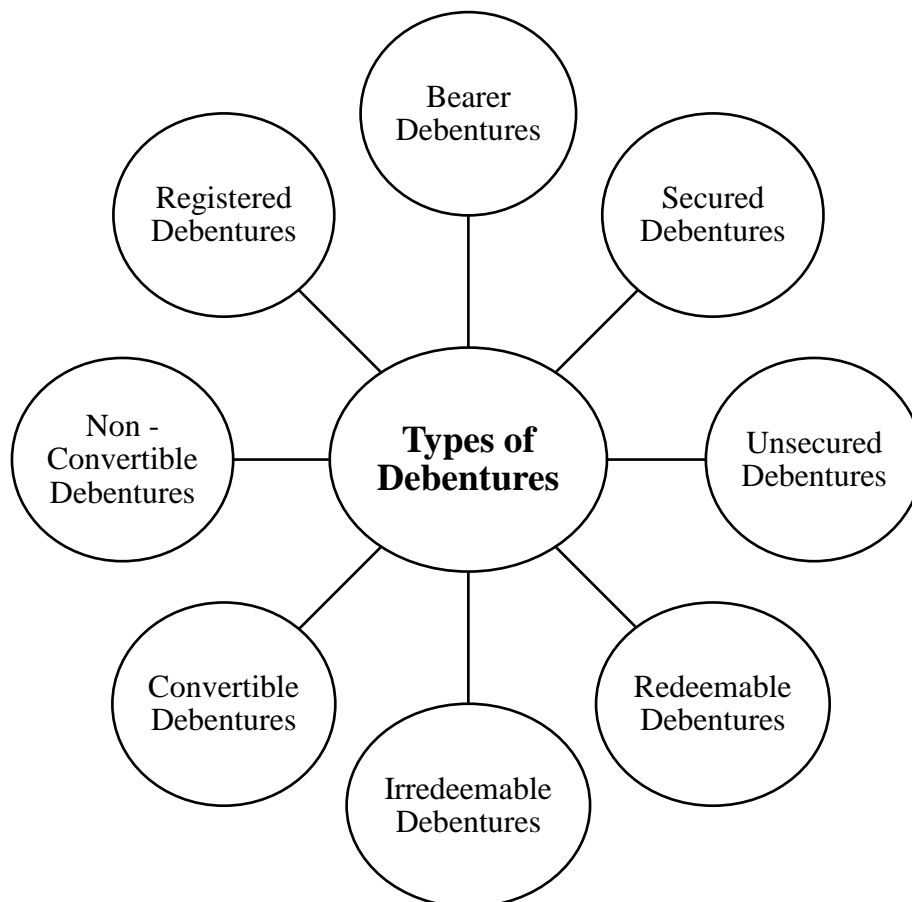 Bearer
Debentures
Registered
Debentures
Secured
Debentures
Non -
Convertible
Debentures
Types of
Debentures
Unsecured
Debentures
Convertible
Debentures
Redeemable
Debentures
Irredeemable
Debentures